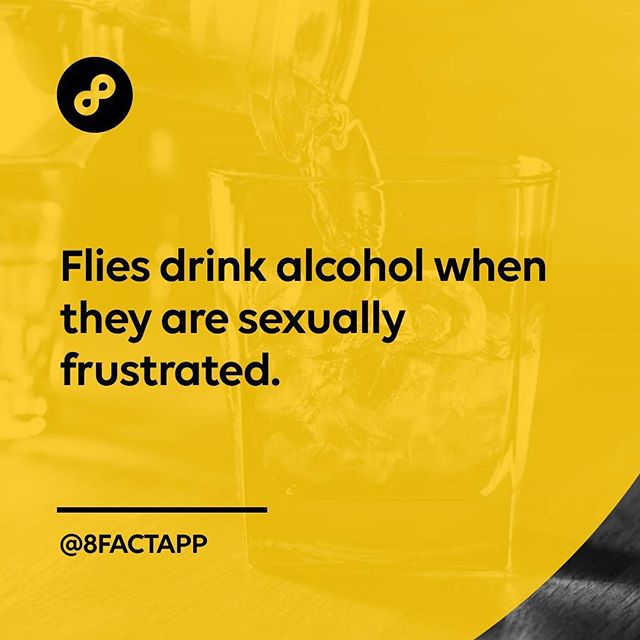 Flies drink alcohol when
they are sexually
frustrated.
@8FACTAPP